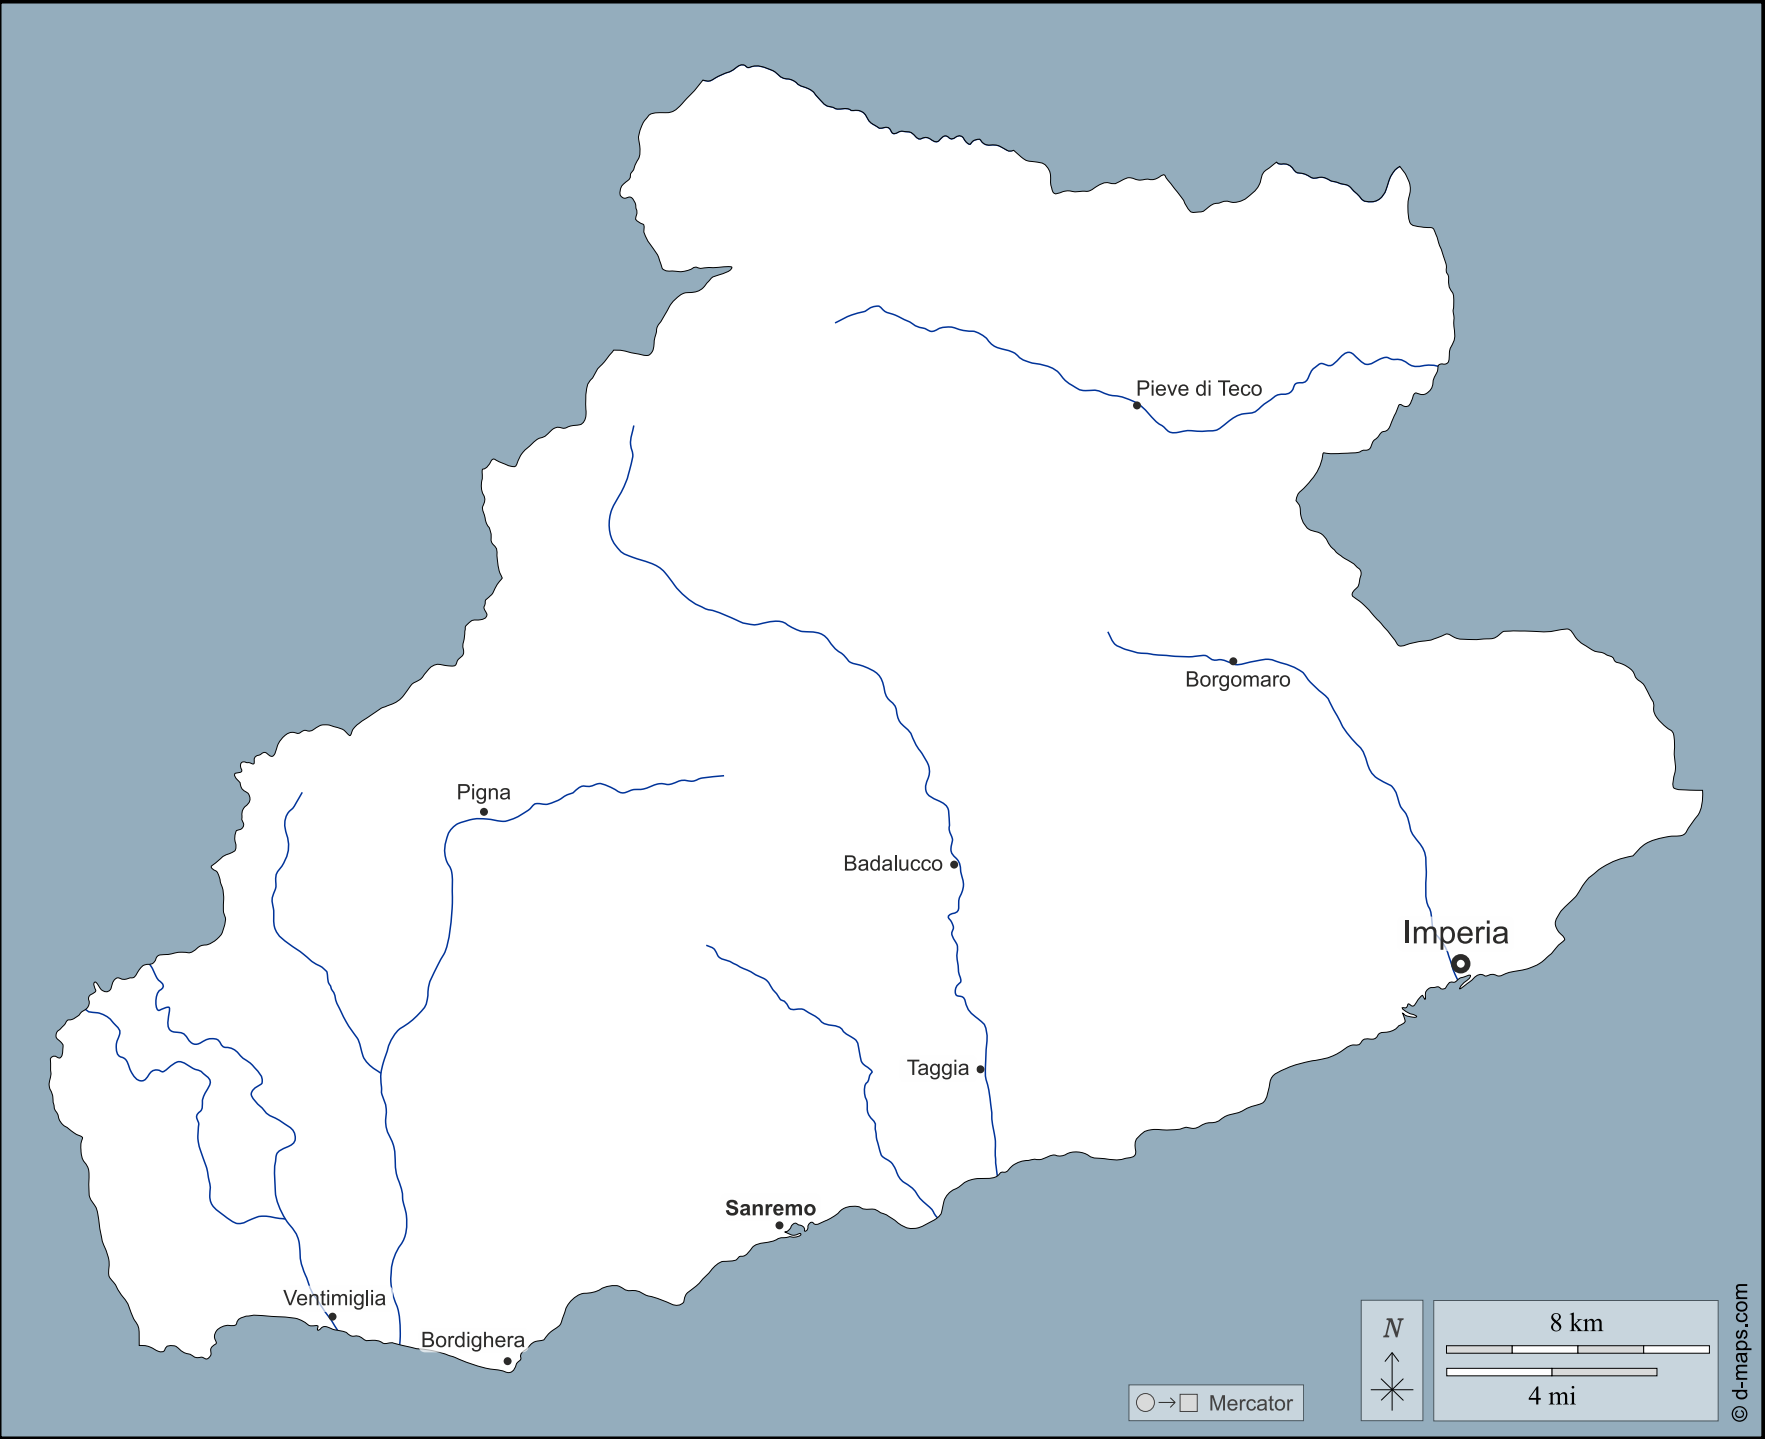 Pieve di Teco
Borgomaro
Pigna
Badalucco
Imperia
Taggia
Sanremo
Ventimiglia
Bordighera
N
8 km
4 mi
Mercator
© d-maps.com